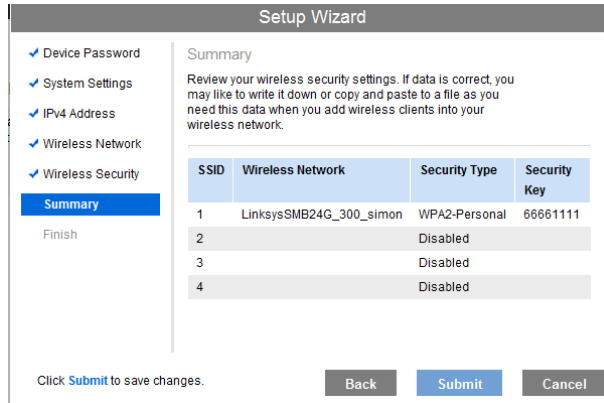 Setup Wizard
Device Password
System Settings
IPv4 Address
Wireless Network
Wireless Security
Summary
Finish
Summary
Review your wireless security settings. If data is correct, you
may like to write it down or copy and paste to a file as you
need this data when you add wireless clients into your
wireless network.
SSID Wireless Network Security Type Security
Key
1 LinksysSMB24G_300_simon WPA2-Personal 66661111
2 Disabled
3 Disabled
4 Disabled
Click Submit to save changes.
Back Submit Cancel